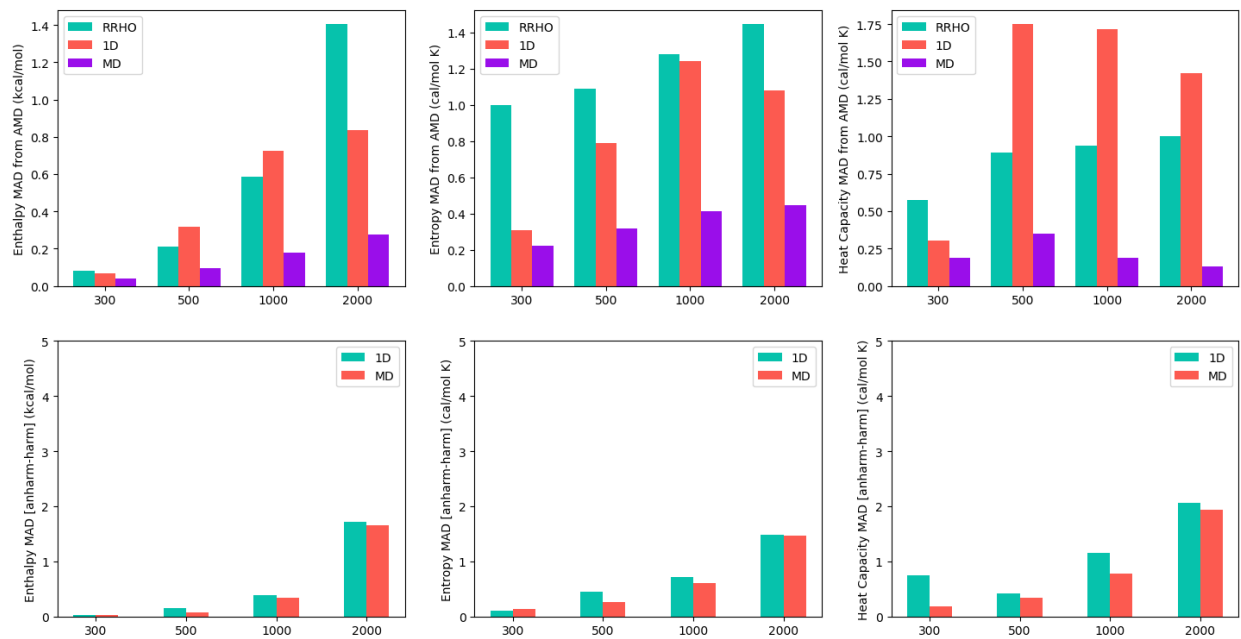 Enthalpy MAD from AMD (kcal/mol)
1.4
1.2
1.0
0.8
0.6
0.4
0.2
0.0
RRHO
1D
MD
300 500 1000 2000
Entropy MAD from AMD (cal/mol K)
1.4
1.2
1.0
0.8
0.6
0.4
0.2
0.0
RRHO
1D
MD
300 500 1000 2000
Heat Capacity MAD from AMD (cal/mol K)
1.75
1.50
1.25
1.00
0.75
0.50
0.25
0.00
RRHO
1D
MD
300 500 1000 2000
Enthalpy MAD [anharm-harm] (kcal/mol)
5
4
3
2
1
0
1D
MD
300 500 1000 2000
Entropy MAD [anharm-harm] (cal/mol K)
5
4
3
2
1
0
1D
MD
300 500 1000 2000
Heat Capacity MAD [anharm-harm] (cal/mol K)
5
4
3
2
1
0
1D
MD
300 500 1000 2000